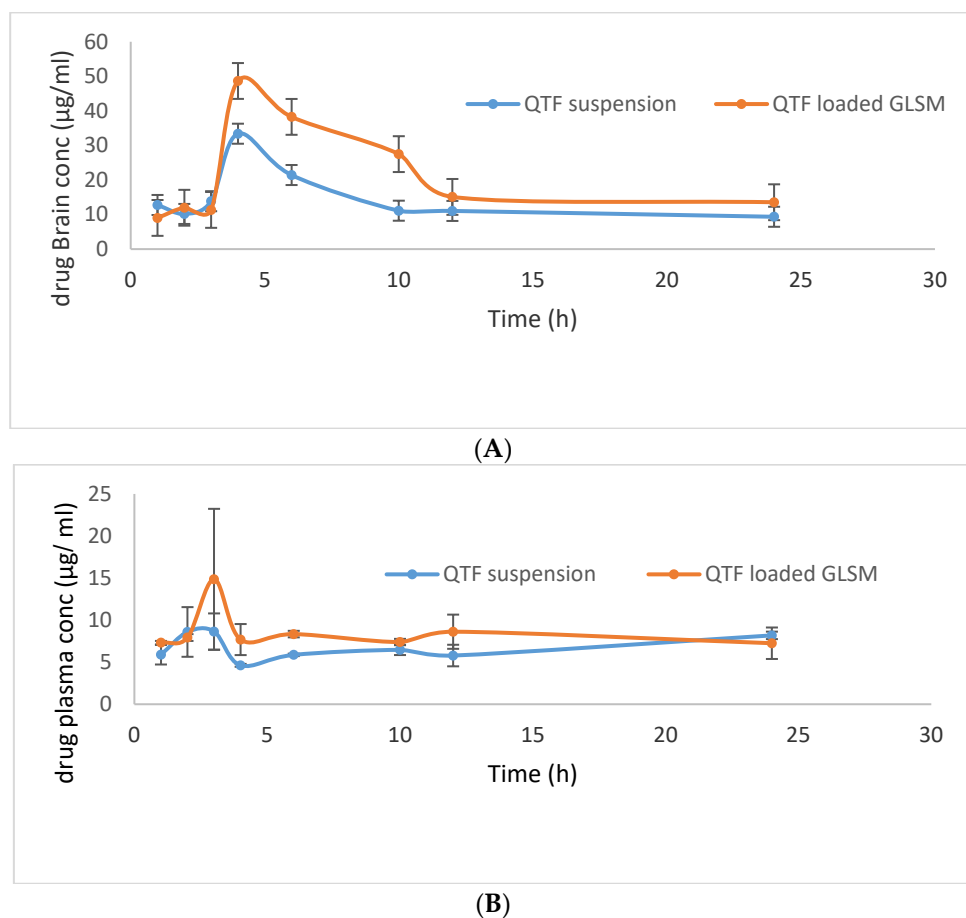 (A)
60
50
40
30
20
10
0
drug Brain conc (µg/ml)
QTF suspension
QTF loaded GLSM
0 5 10 15 20 25 30
Time (h)
(A)
25
20
15
10
5
0
drug plasma conc (µg/ ml)
QTF suspension
QTF loaded GLSM
0 5 10 15 20 25 30
Time (h)
(B)